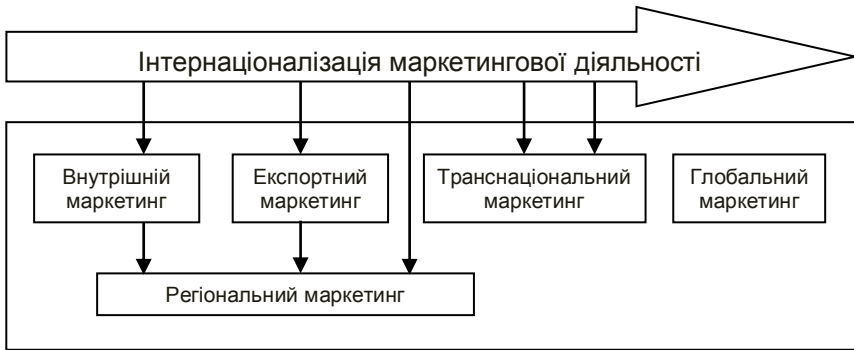 Інтернаціоналізація маркетингової діяльності
Внутрішній
маркетинг
Експортний
маркетинг
Транснаціональний
маркетинг
Глобальний
маркетинг
Регіональний маркетинг